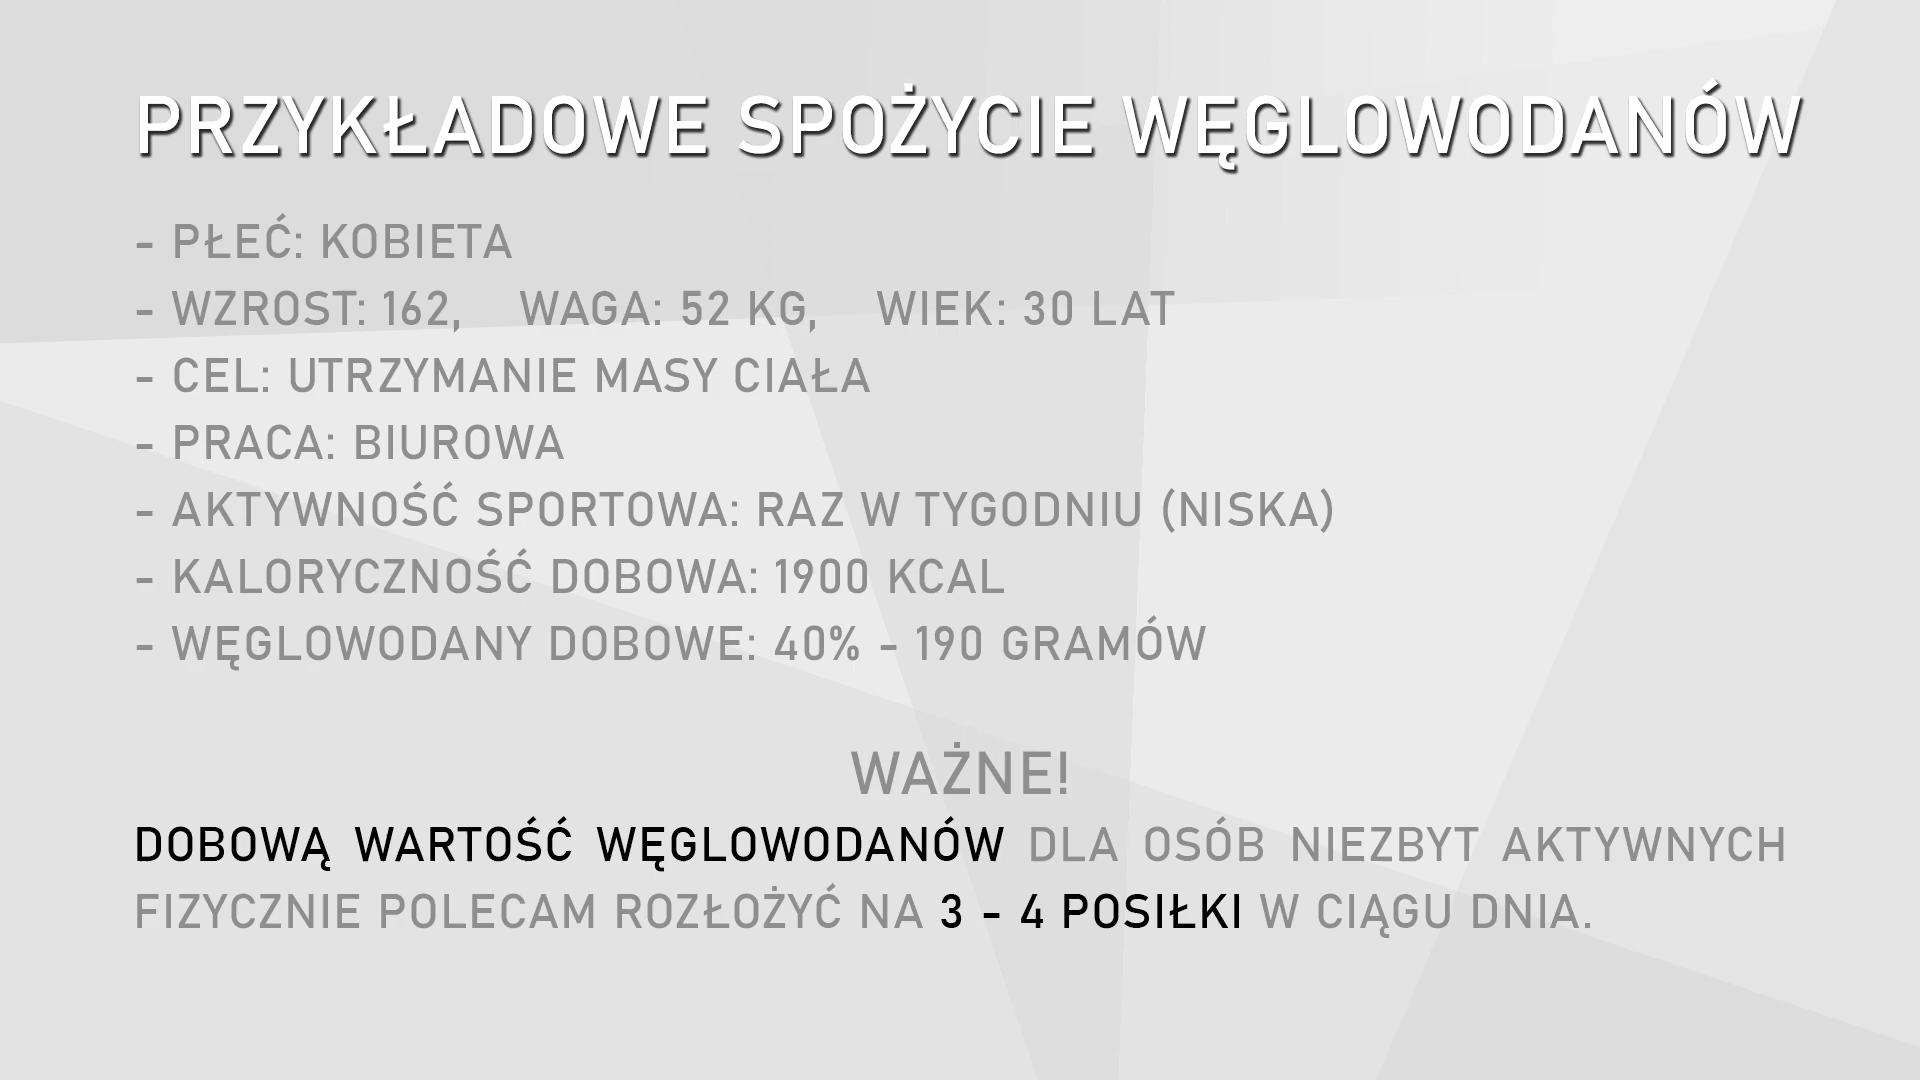 PRZYKŁADOWE SPOŻYCIE WĘGLOWODANÓW
- PŁEĆ: KOBIETA
- WZROST: 162, WAGA: 52 KG, WIEK: 30 LAT
- CEL: UTRZYMANIE MASY CIAŁA
- PRACA: BIUROWA
- AKTYWNOŚĆ SPORTOWA: RAZ W TYGODNIU (NISKA)
- KALORYCZNOŚĆ DOBOWA: 1900 KCAL
- WĘGLOWODANY DOBOWE: 40% - 190 GRAMÓW
WAŻNE!
DOBOWĄ WARTOŚĆ WĘGLOWODANÓW DLA OSÓB NIEZBYT AKTYWNYCH
FIZYCZNIE POLECAM ROZŁOŻYĆ NA 3 - 4 POSIŁKI W CIĄGU DNIA.